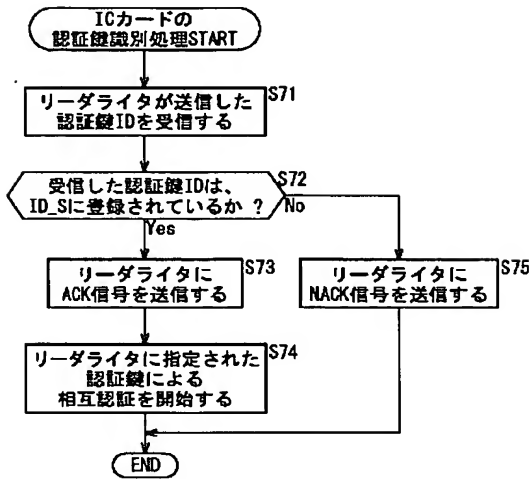 ICカードの
認証鍵識別処理START
リーダライタが送信した
認証鍵IDを受信する
S71
受信した認証鍵IDは、
ID_Sに登録されているか ?
S72
No
Yes
リーダライタに
ACK信号を送信する
S73
リーダライタに
NACK信号を送信する
S75
リーダライタに指定された
認証鍵による
相互認証を開始する
S74
END